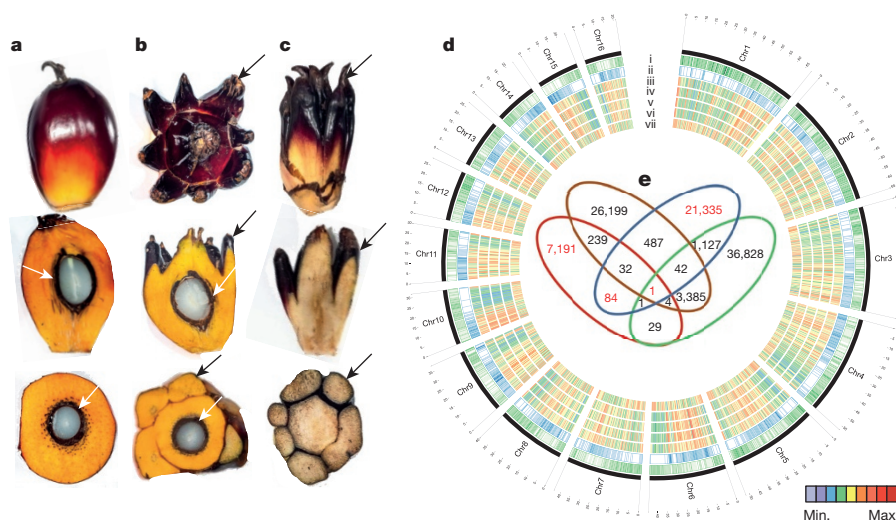 a
b
c
d
Chr1
Chr2
Chr3
Chr4
Chr5
Chr6
Chr7
Chr8
Chr9
Chr10
Chr11
Chr12
Chr13
Chr14
Chr15
Chr16
i
ii
iii
iv
v
vi
vii
e
26,199
21,335
7,191
239
487
1,127
36,828
32
42
84
1
1
4
3,385
29
Min.
Max